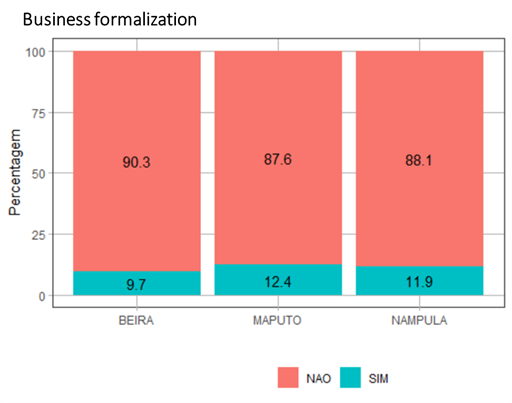 Business formalization
Percentagem
100
75
50
25
0
90.3
87.6
88.1
9.7
12.4
11.9
BEIRA MAPUTO NAMPULA
NAO SIM